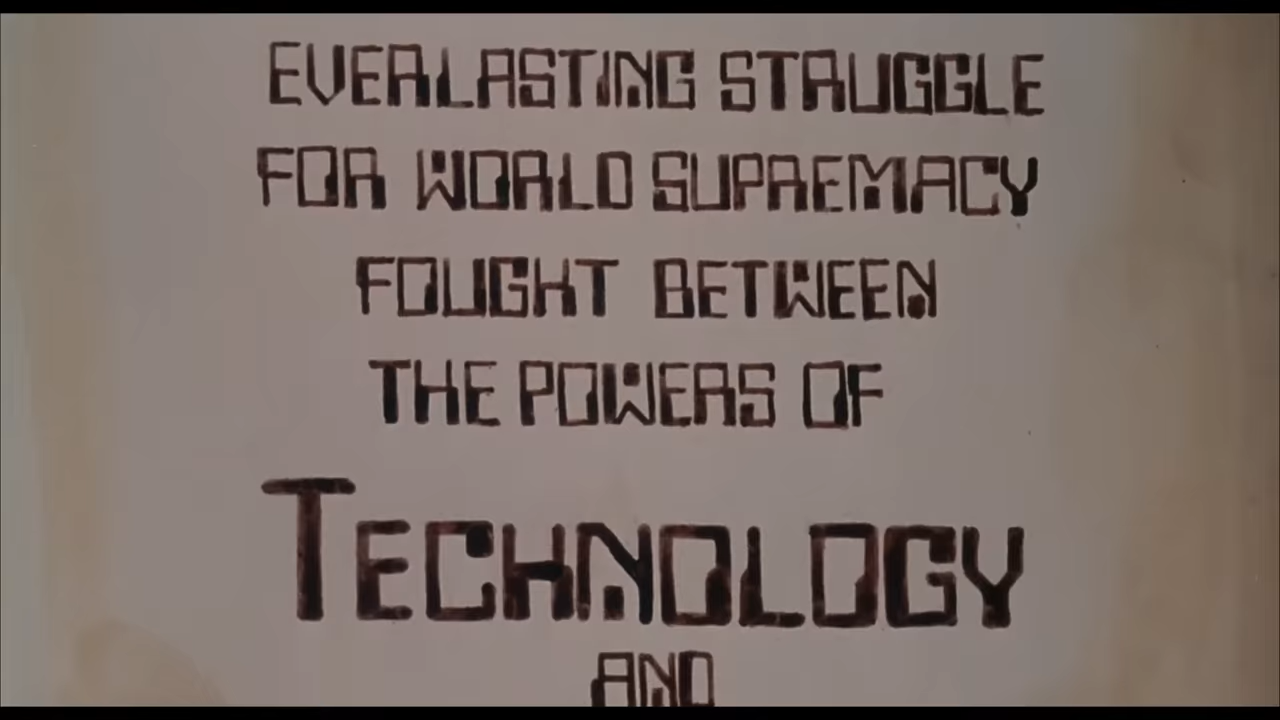 EVERLASTING STRUGGLE
FOR WORLD SUPREMACY
FOUGHT BETWEEN
THE POWERS OF
TECHNOLOGY
AND